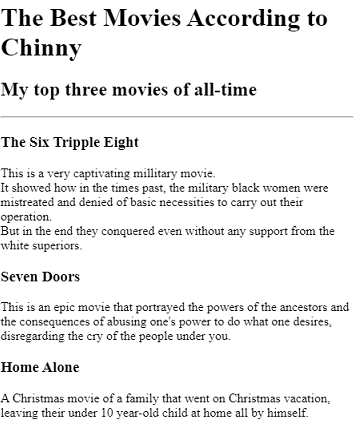 The Best Movies According to
Chinny
My top three movies of all-time
The Six Tripple Eight
This is a very captivating millitary movie.
It showed how in the times past, the military black women were
mistreated and denied of basic necessities to carry out their
operation.
But in the end they conquered even without any support from the
white superiors.
Seven Doors
This is an epic movie that portrayed the powers of the ancestors and
the consequences of abusing one's power to do what one desires,
disregarding the cry of the people under you.
Home Alone
A Christmas movie of a family that went on Christmas vacation,
leaving their under 10 year-old child at home all by himself.